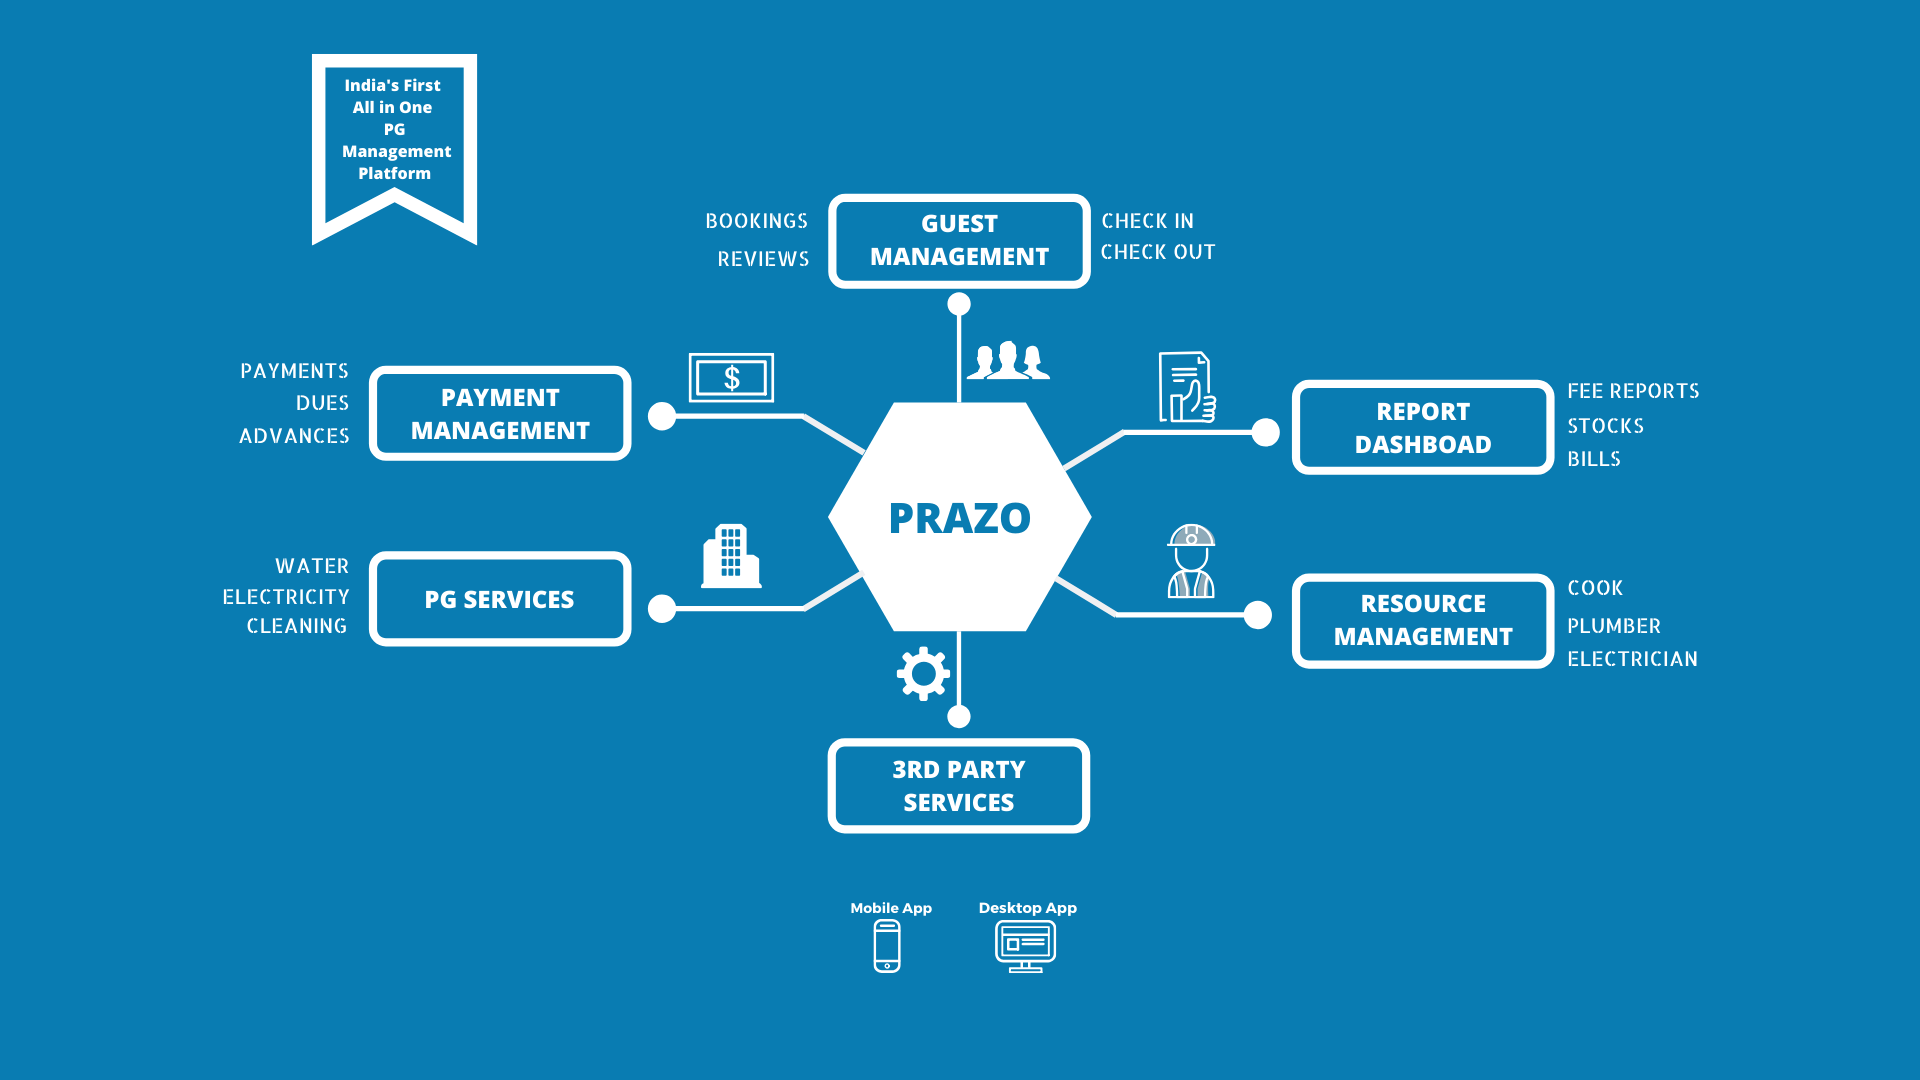 India's First
All in One
PG
Management
Platform
BOOKINGS
REVIEWS
GUEST
MANAGEMENT
CHECK IN
CHECK OUT
PAYMENTS
DUES
ADVANCES
PAYMENT
MANAGEMENT
$
REPORT
DASHBOAD
FEE REPORTS
STOCKS
BILLS
PRAZO
WATER
ELECTRICITY
CLEANING
PG SERVICES
RESOURCE
MANAGEMENT
COOK
PLUMBER
ELECTRICIAN
3RD PARTY
SERVICES
Mobile App
Desktop App